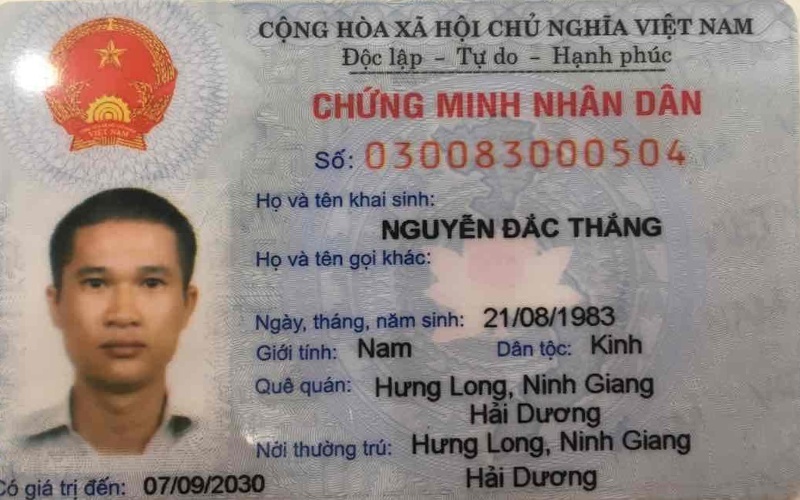 CỘNG HÒA XÃ HỘI CHỦ NGHĨA VIỆT NAM
Độc lập - Tự do - Hạnh phúc
CHỨNG MINH NHÂN DÂN
Số: 030083000504
Họ và tên khai sinh:
NGUYỄN ĐẮC THẮNG
Họ và tên gọi khác:
Ngày, tháng, năm sinh: 21/08/1983
Giới tính: Nam Dân tộc: Kinh
Quê quán: Hưng Long, Ninh Giang
Hải Dương
Nơi thường trú: Hưng Long, Ninh Giang
Hải Dương
Có giá trị đến: 07/09/2030
VIỆT NAM